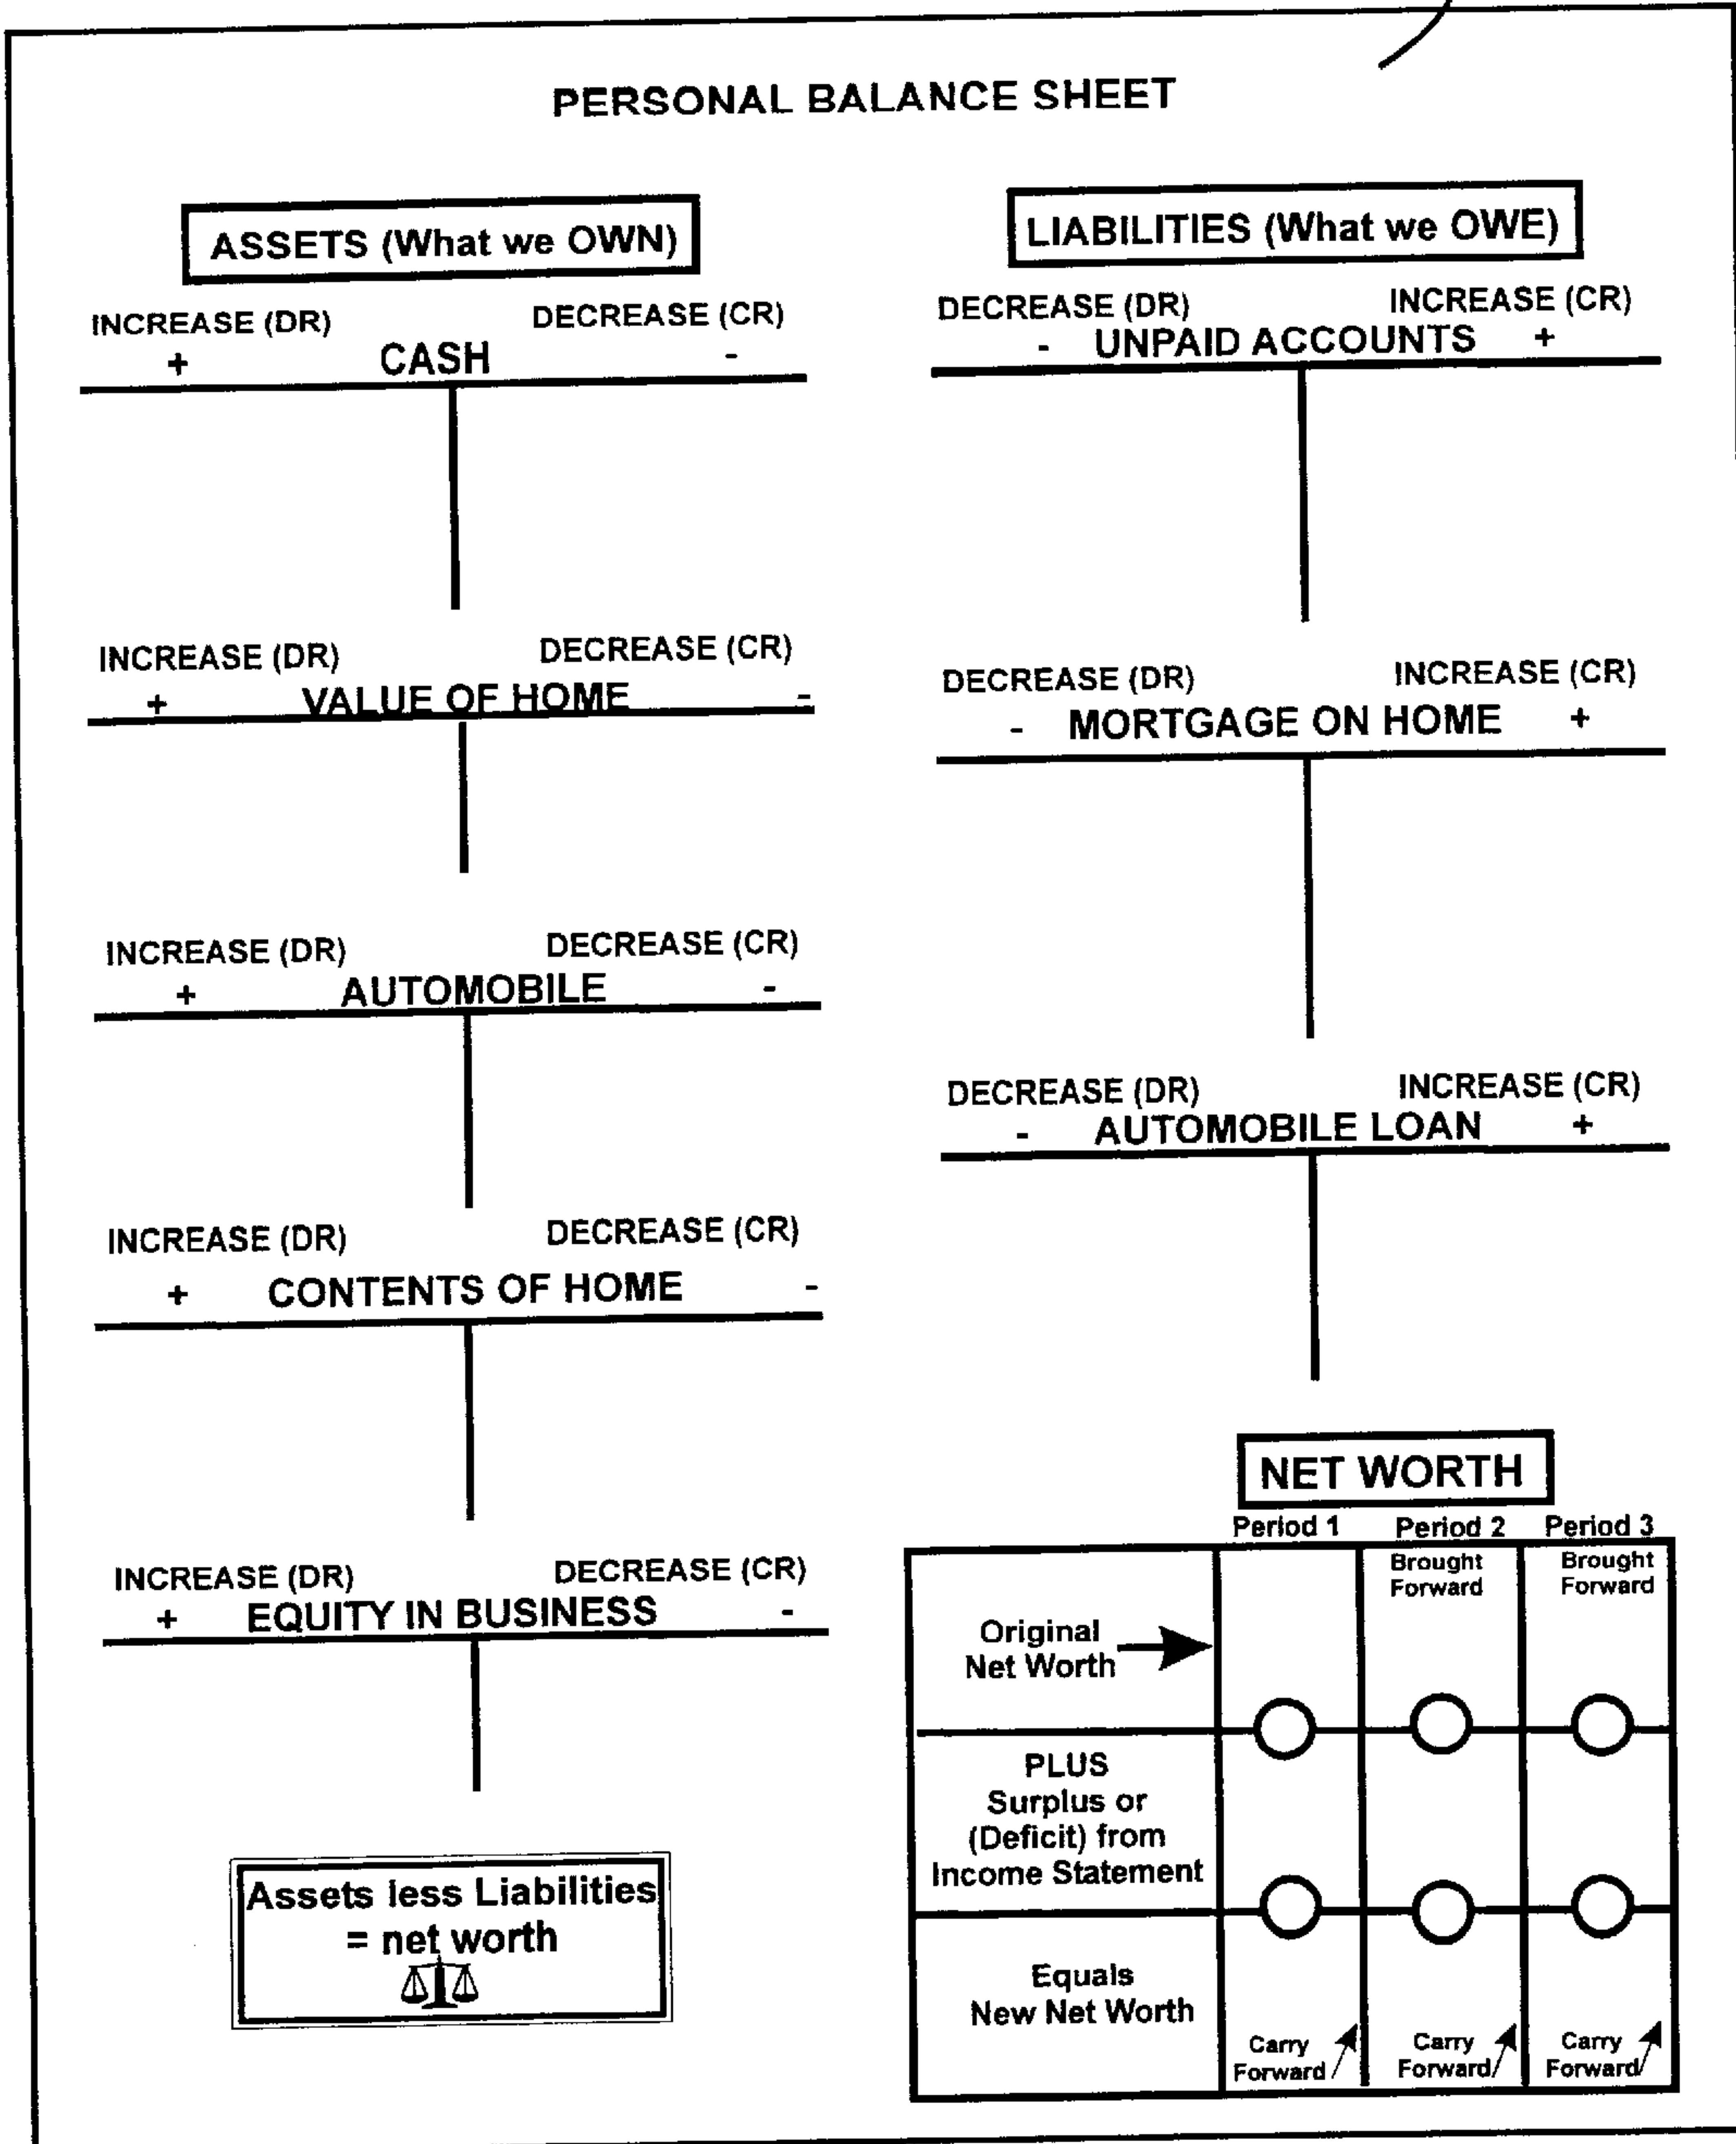 PERSONAL BALANCE SHEET
ASSETS (What we OWN)
INCREASE (DR) DECREASE (CR)
+ CASH -
INCREASE (DR) DECREASE (CR)
+ VALUE OF HOME -
INCREASE (DR) DECREASE (CR)
+ AUTOMOBILE -
INCREASE (DR) DECREASE (CR)
+ CONTENTS OF HOME -
INCREASE (DR) DECREASE (CR)
+ EQUITY IN BUSINESS -
Assets less Liabilities
= net worth
LIABILITIES (What we OWE)
DECREASE (DR) INCREASE (CR)
- UNPAID ACCOUNTS +
DECREASE (DR) INCREASE (CR)
- MORTGAGE ON HOME +
DECREASE (DR) INCREASE (CR)
- AUTOMOBILE LOAN +
NET WORTH
Period 1 Period 2 Period 3
Brought Brought
Forward Forward
Original
Net Worth
PLUS
Surplus or
(Deficit) from
Income Statement
Equals
New Net Worth
Carry Carry Carry
Forward Forward Forward